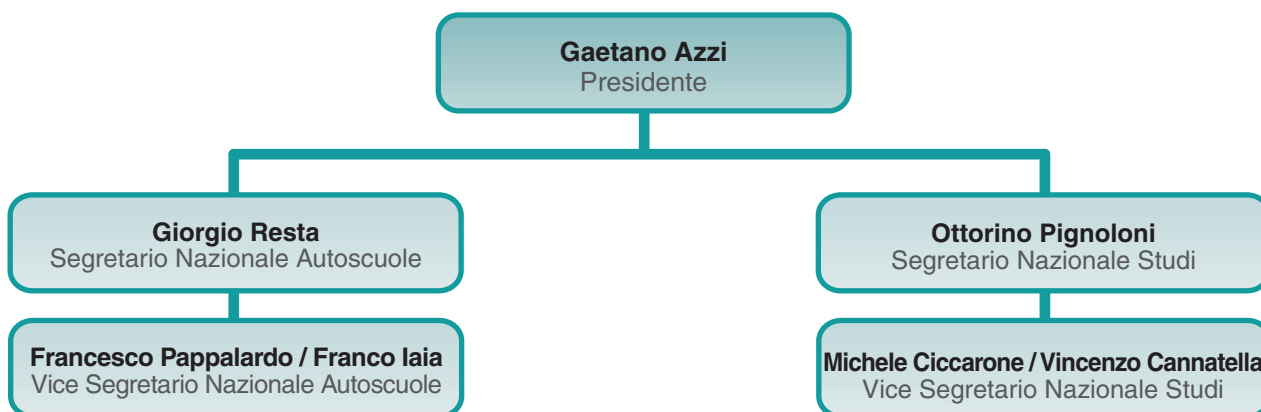 Gaetano Azzi
Presidente
Giorgio Resta
Segretario Nazionale Autoscuole
Ottorino Pignoloni
Segretario Nazionale Studi
Francesco Pappalardo / Franco Iaia
Vice Segretario Nazionale Autoscuole
Michele Ciccarone / Vincenzo Cannatella
Vice Segretario Nazionale Studi